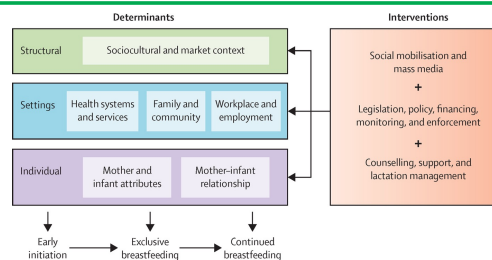 Determinants
Interventions
Structural
Sociocultural and market context
Settings
Health systems
and services
Family and
community
Workplace and
employment
Individual
Mother and
infant attributes
Mother–infant
relationship
Social mobilisation and
mass media
+
Legislation, policy, financing,
monitoring, and enforcement
+
Counselling, support, and
lactation management
Early
initiation
Exclusive
breastfeeding
Continued
breastfeeding